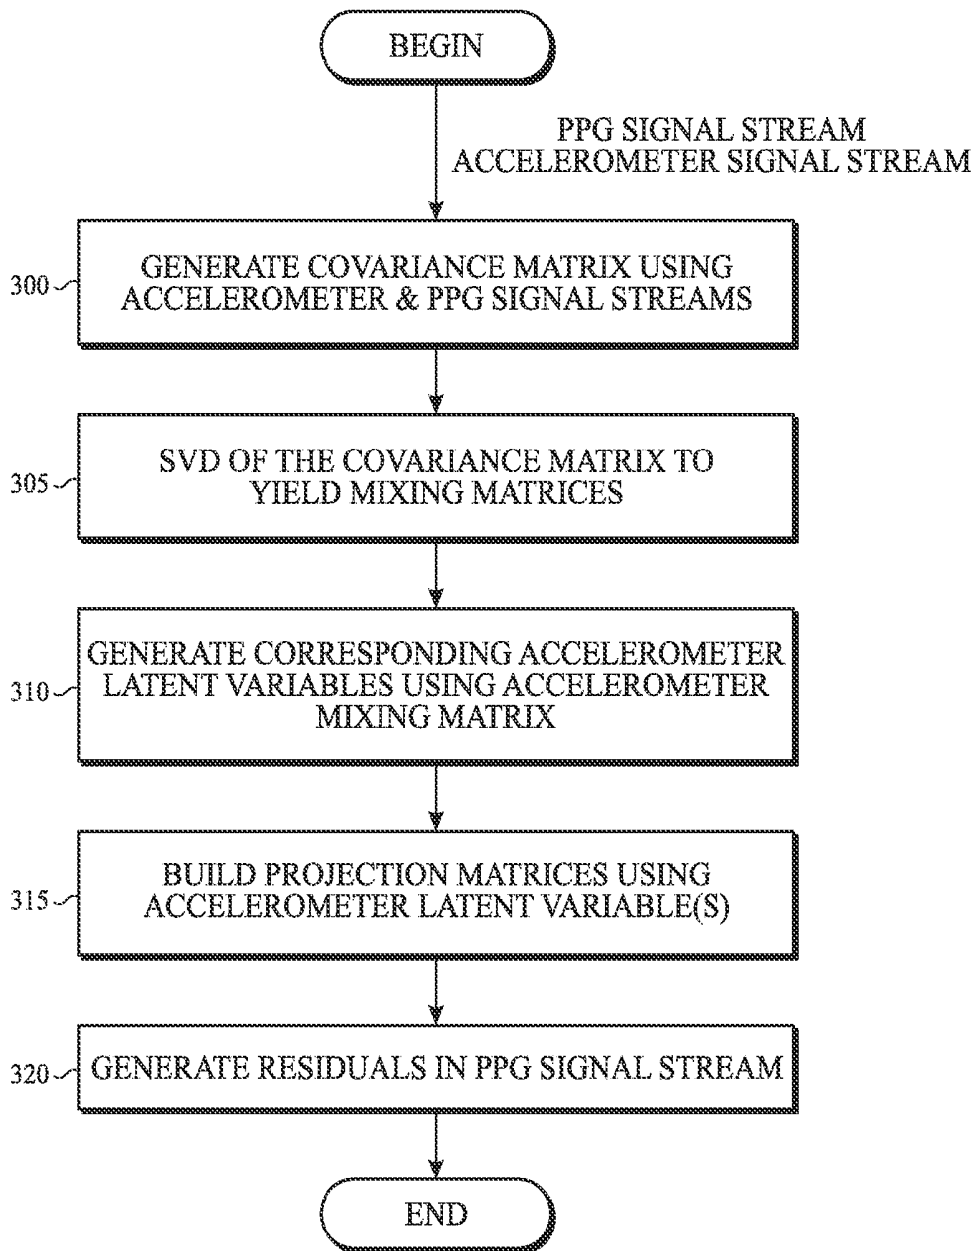 BEGIN
PPG SIGNAL STREAM
ACCELEROMETER SIGNAL STREAM
300
GENERATE COVARIANCE MATRIX USING
ACCELEROMETER & PPG SIGNAL STREAMS
305
SVD OF THE COVARIANCE MATRIX TO
YIELD MIXING MATRICES
310
GENERATE CORRESPONDING ACCELEROMETER
LATENT VARIABLES USING ACCELEROMETER
MIXING MATRIX
315
BUILD PROJECTION MATRICES USING
ACCELEROMETER LATENT VARIABLE(S)
320
GENERATE RESIDUALS IN PPG SIGNAL STREAM
END